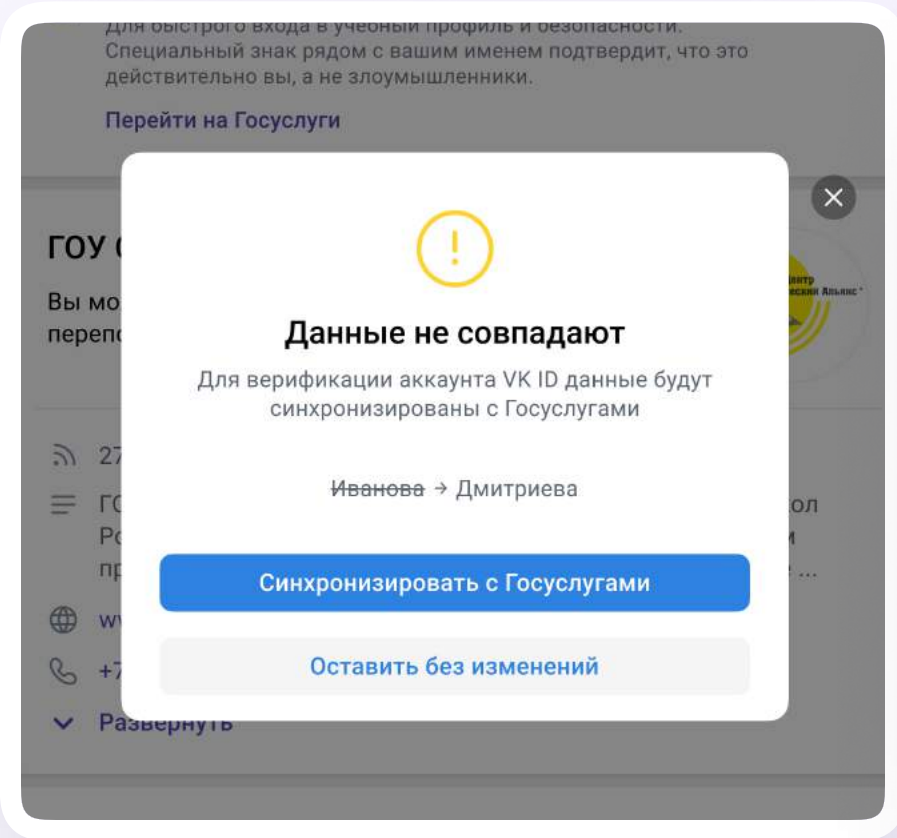 Для быстрого входа в учебный профиль и безопасности.
Специальный знак рядом с вашим именем подтвердит, что это
действительно вы, а не злоумышленники.
Перейти на Госуслуги
ГОУ
Вы
Данные не совпадают
Для верификации аккаунта VK ID данные будут
синхронизированы с Госуслугами
27
Иванова → Дмитриева
Синхронизировать с Госуслугами
+7
Оставить без изменений
Развернуть